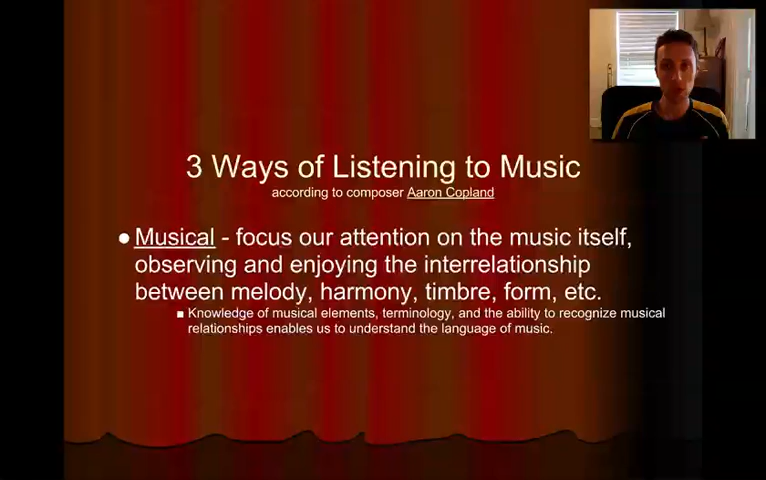 3 Ways of Listening to Music
according to composer Aaron Copland
● Musical - focus our attention on the music itself,
observing and enjoying the interrelationship
between melody, harmony, timbre, form, etc.
■ Knowledge of musical elements, terminology, and the ability to recognize musical
relationships enables us to understand the language of music.